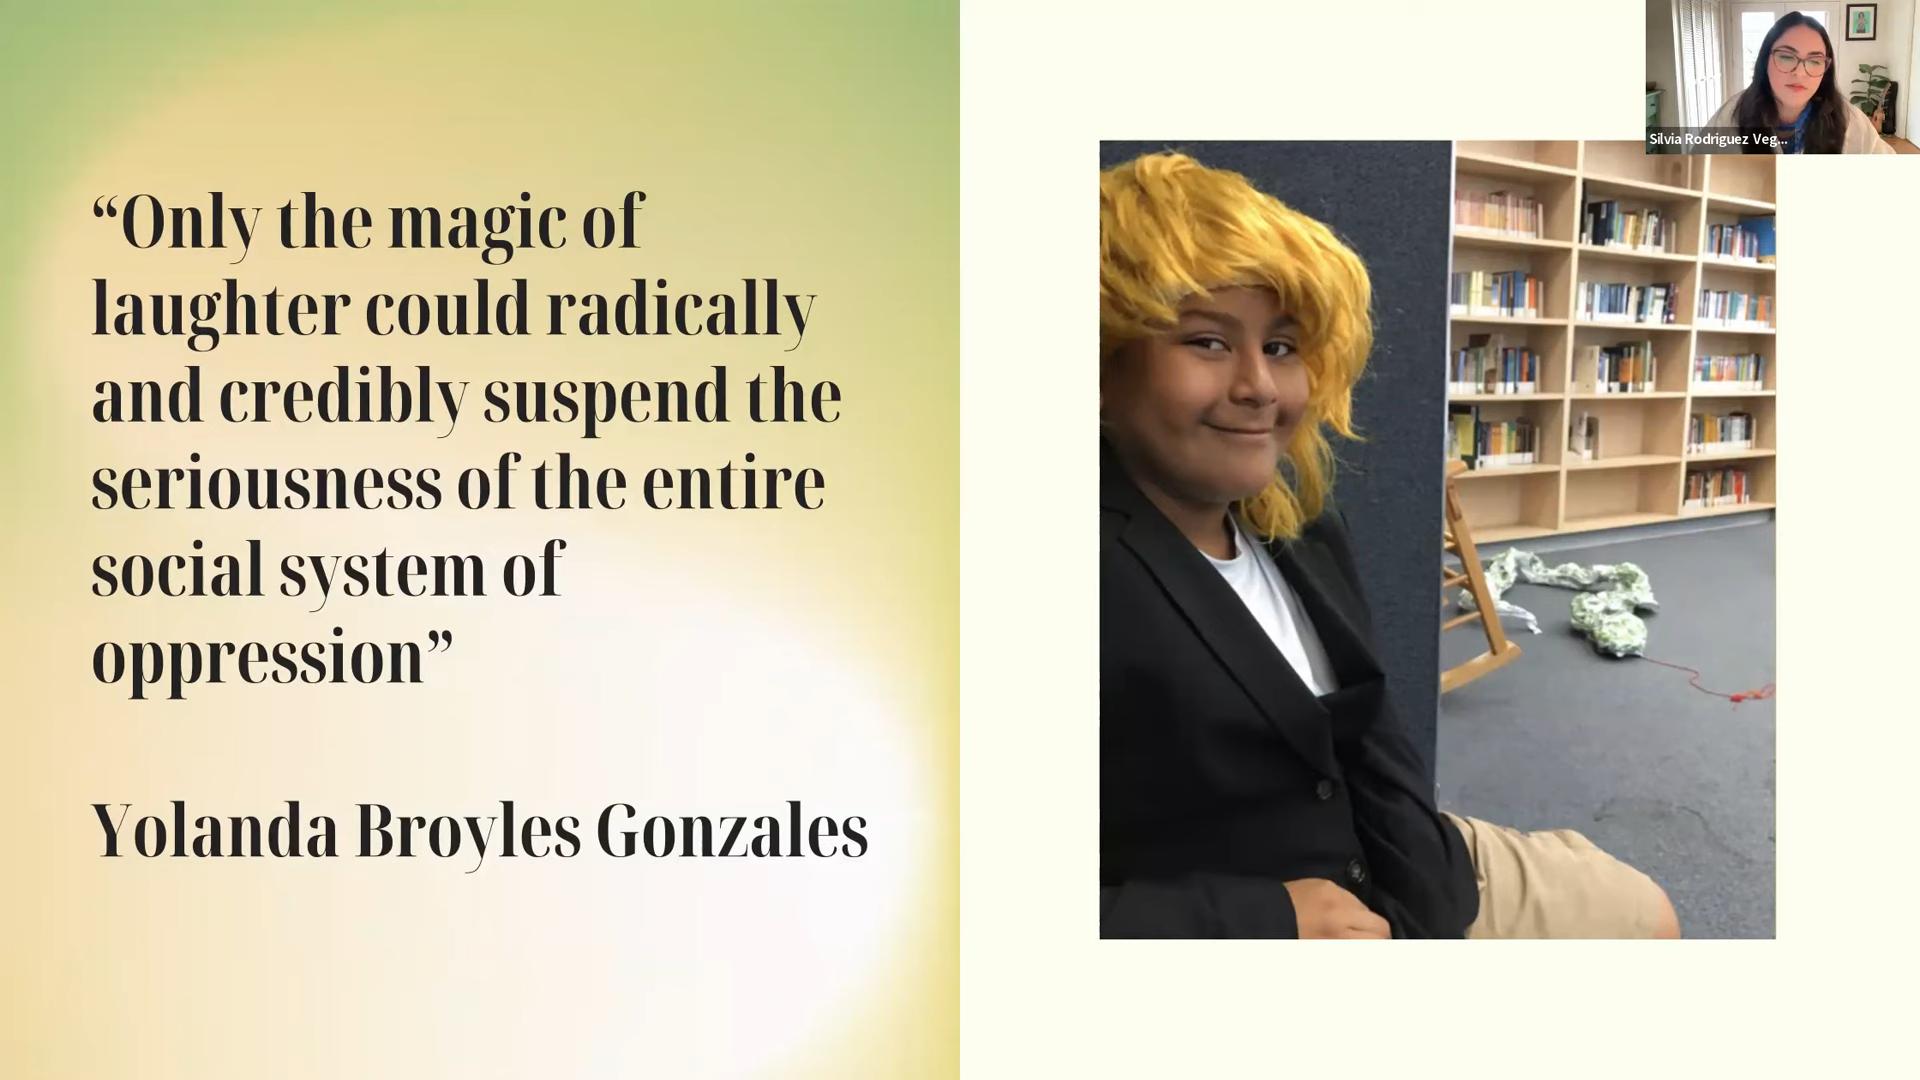 “Only the magic of
laughter could radically
and credibly suspend the
seriousness of the entire
social system of
oppression”
Yolanda Broyles Gonzales
Silvia Rodriguez Veg...